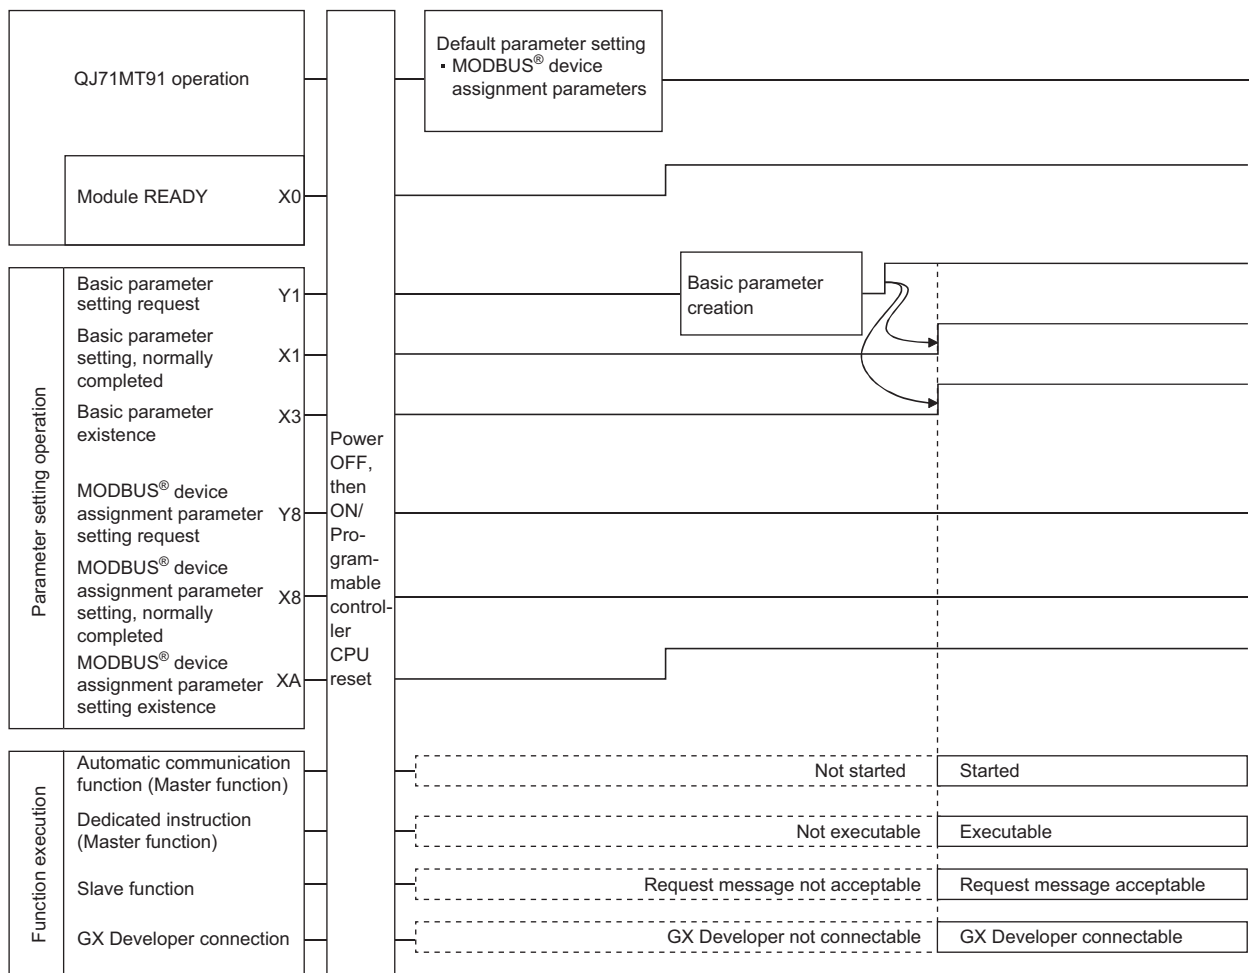 QJ71MT91 operation
Default parameter setting
▪ MODBUS® device
assignment parameters
Module READY X0
Parameter setting operation
Basic parameter
setting request Y1
Basic parameter
setting, normally X1
completed
Basic parameter X3
existence
MODBUS® device
assignment parameter Y8
setting request
MODBUS® device
assignment parameter X8
setting, normally
completed
MODBUS® device
assignment parameter XA
setting existence
Power
OFF,
then
ON/
Pro-
gram-
mable
control-
ler
CPU
reset
Basic parameter
creation
Function execution
Automatic communication
function (Master function)
Not started Started
Dedicated instruction
(Master function)
Not executable Executable
Slave function
Request message not acceptable Request message acceptable
GX Developer connection
GX Developer not connectable GX Developer connectable